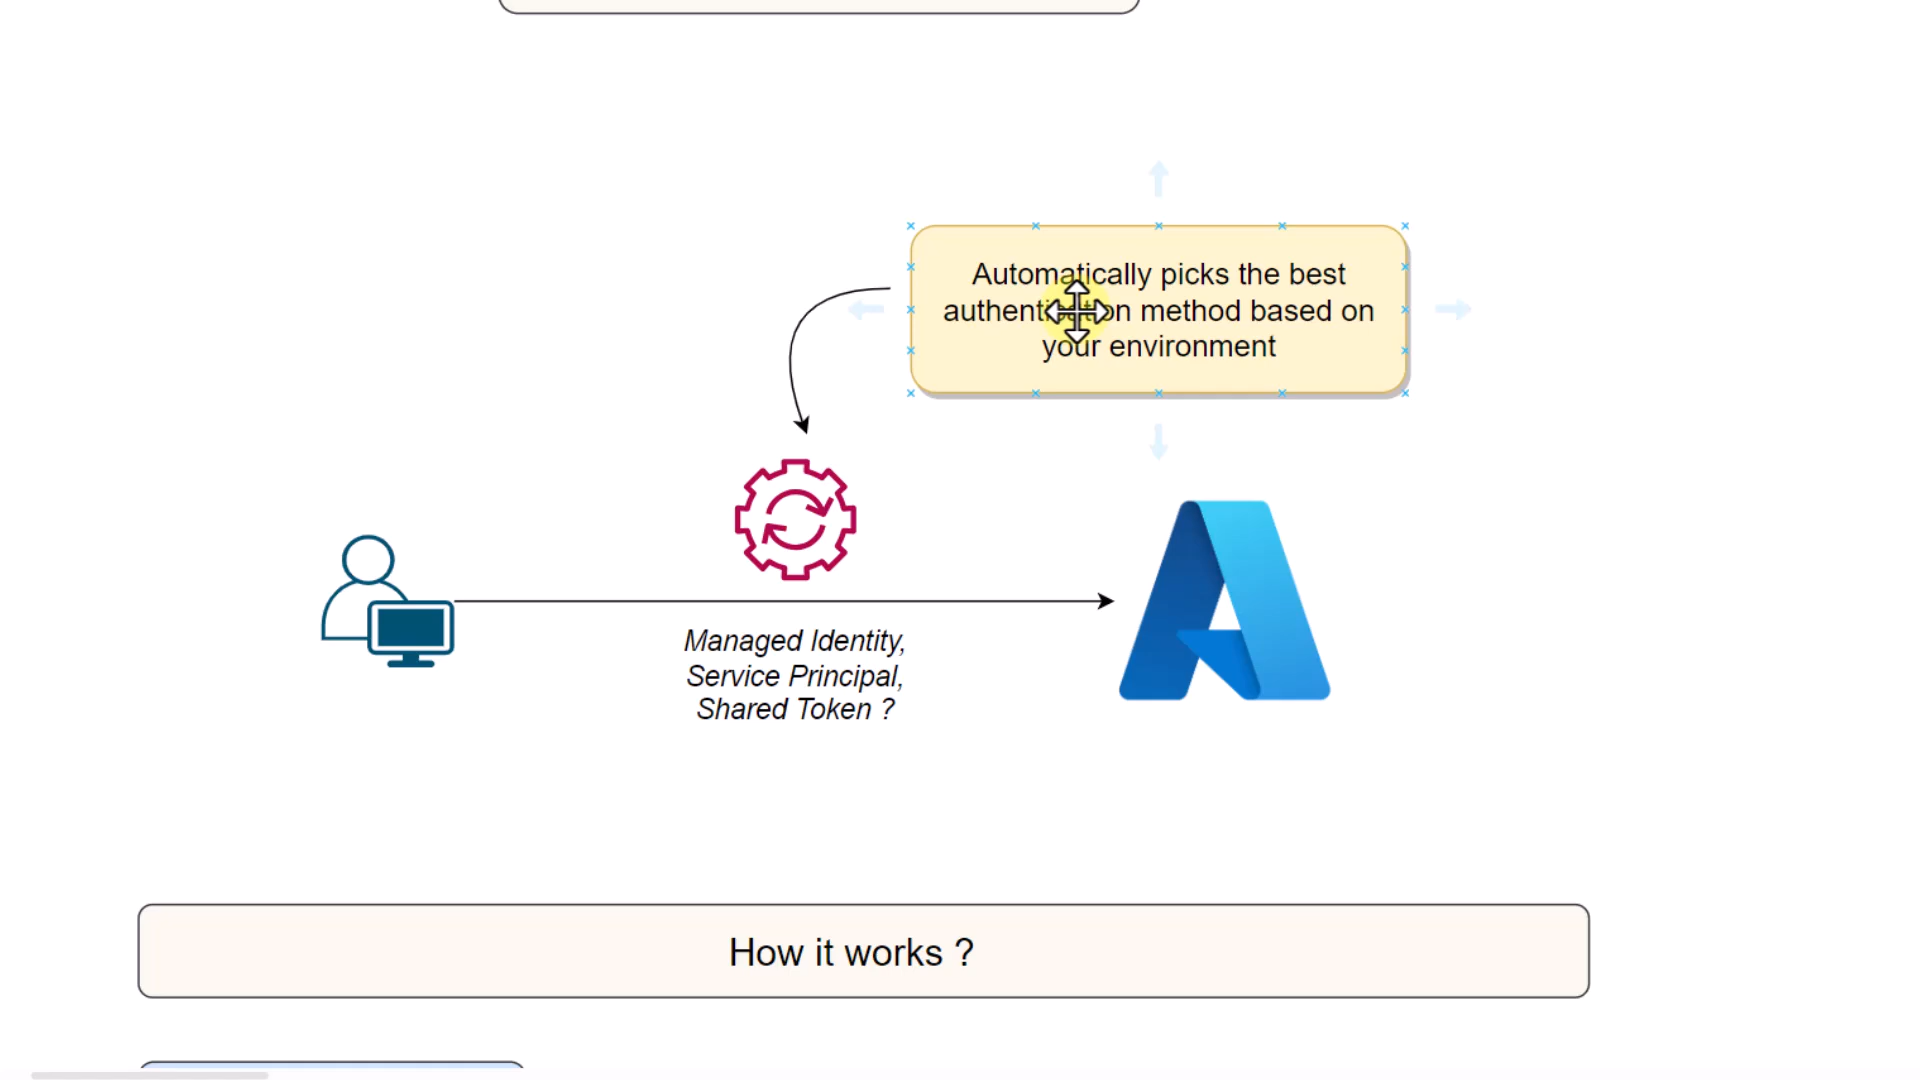 Automatically picks the best
authentication method based on
your environment
Managed Identity,
Service Principal,
Shared Token ?
How it works ?